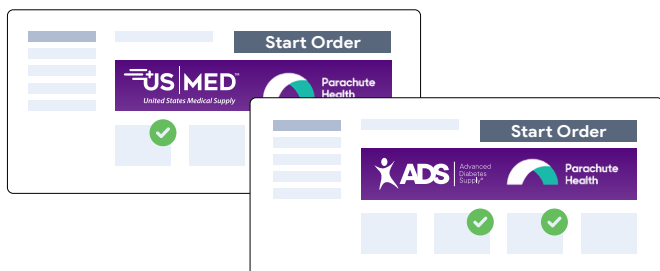 Start Order
US MED
United States Medical Supply
Parachute
Health
Start Order
ADS
Advanced
Diabetes
Supply®
Parachute
Health